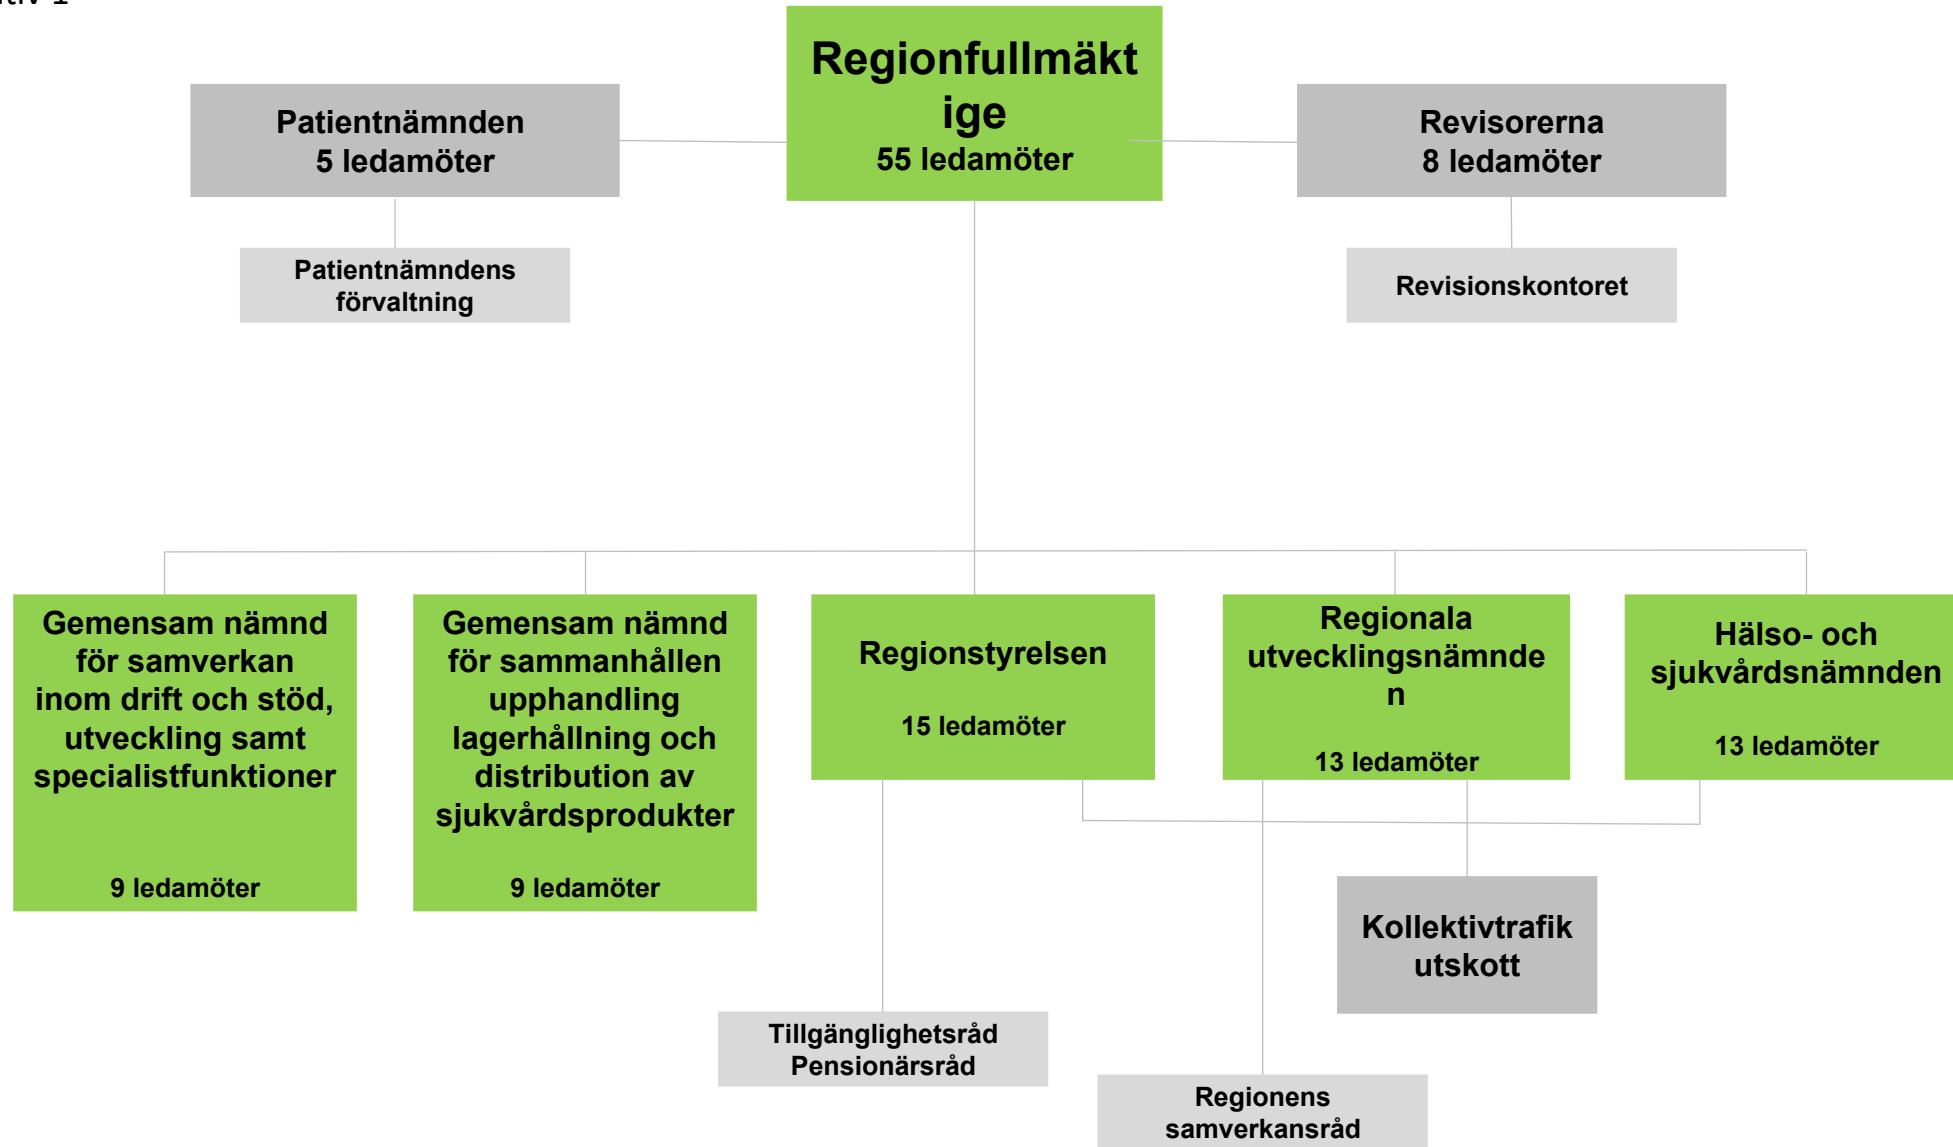 Regionfullmäkt
ige
55 ledamöter
Patientnämnden
5 ledamöter
Revisorerna
8 ledamöter
Patientnämndens
förvaltning
Revisionskontoret
Gemensam nämnd
för samverkan
inom drift och stöd,
utveckling samt
specialistfunktioner
9 ledamöter
Gemensam nämnd
för sammanhållen
upphandling
lagerhållning och
distribution av
sjukvårdsprodukter
9 ledamöter
Regionstyrelsen
15 ledamöter
Regionala
utvecklingsnämnde
n
13 ledamöter
Hälso- och
sjukvårdsnämnden
13 ledamöter
Kollektivtrafik
utskott
Tillgänglighetsråd
Pensionärsråd
Regionens
samverkansråd